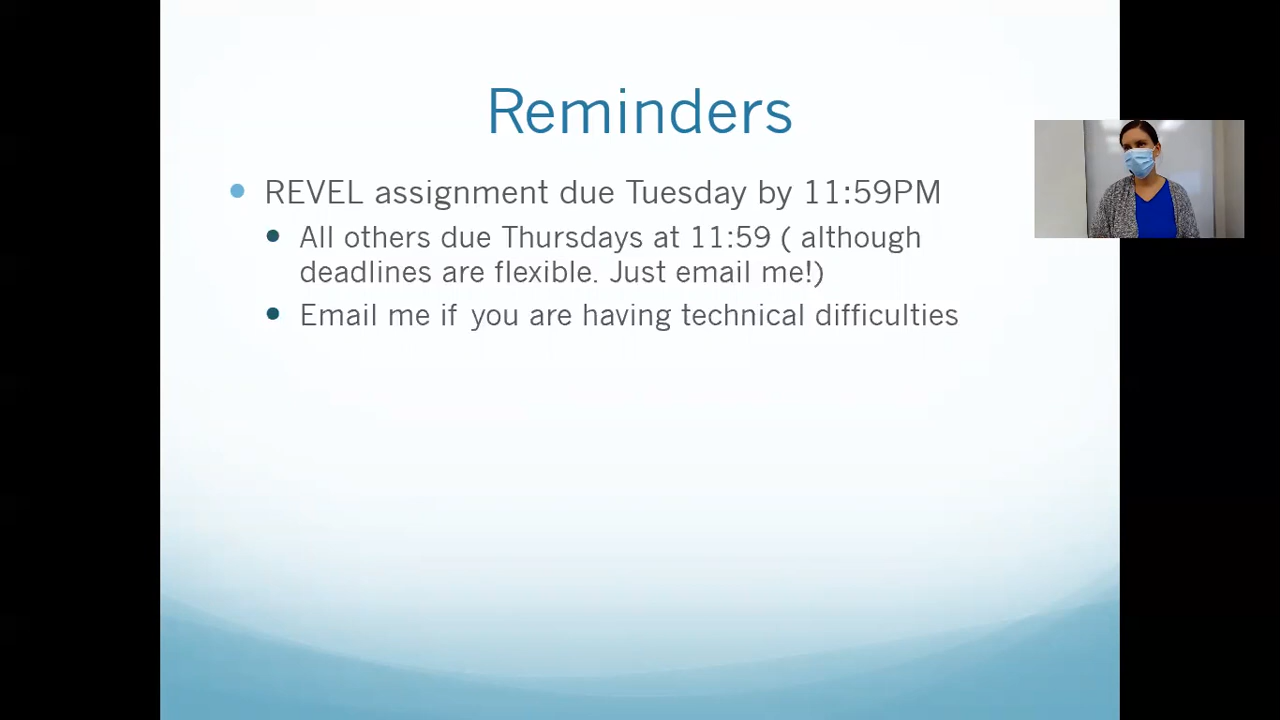 Reminders
REVEL assignment due Tuesday by 11:59PM
All others due Thursdays at 11:59 ( although
deadlines are flexible. Just email me!)
Email me if you are having technical difficulties